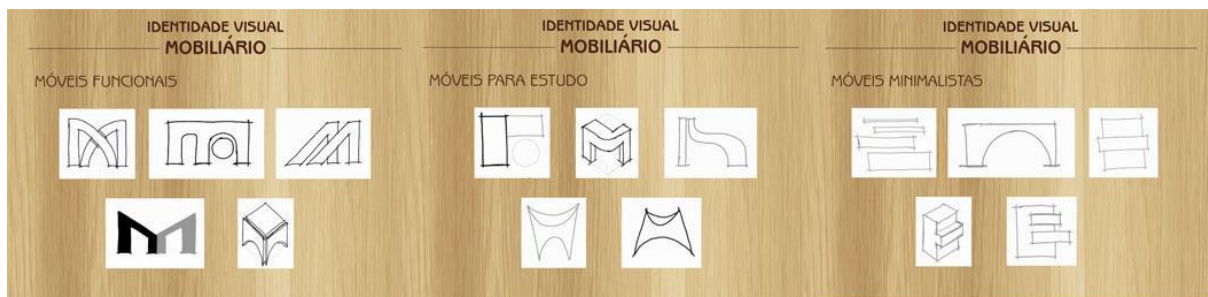 IDENTIDADE VISUAL
MOBILIÁRIO
MÓVEIS FUNCIONAIS
IDENTIDADE VISUAL
MOBILIÁRIO
MÓVEIS PARA ESTUDO
IDENTIDADE VISUAL
MOBILIÁRIO
MÓVEIS MINIMALISTAS